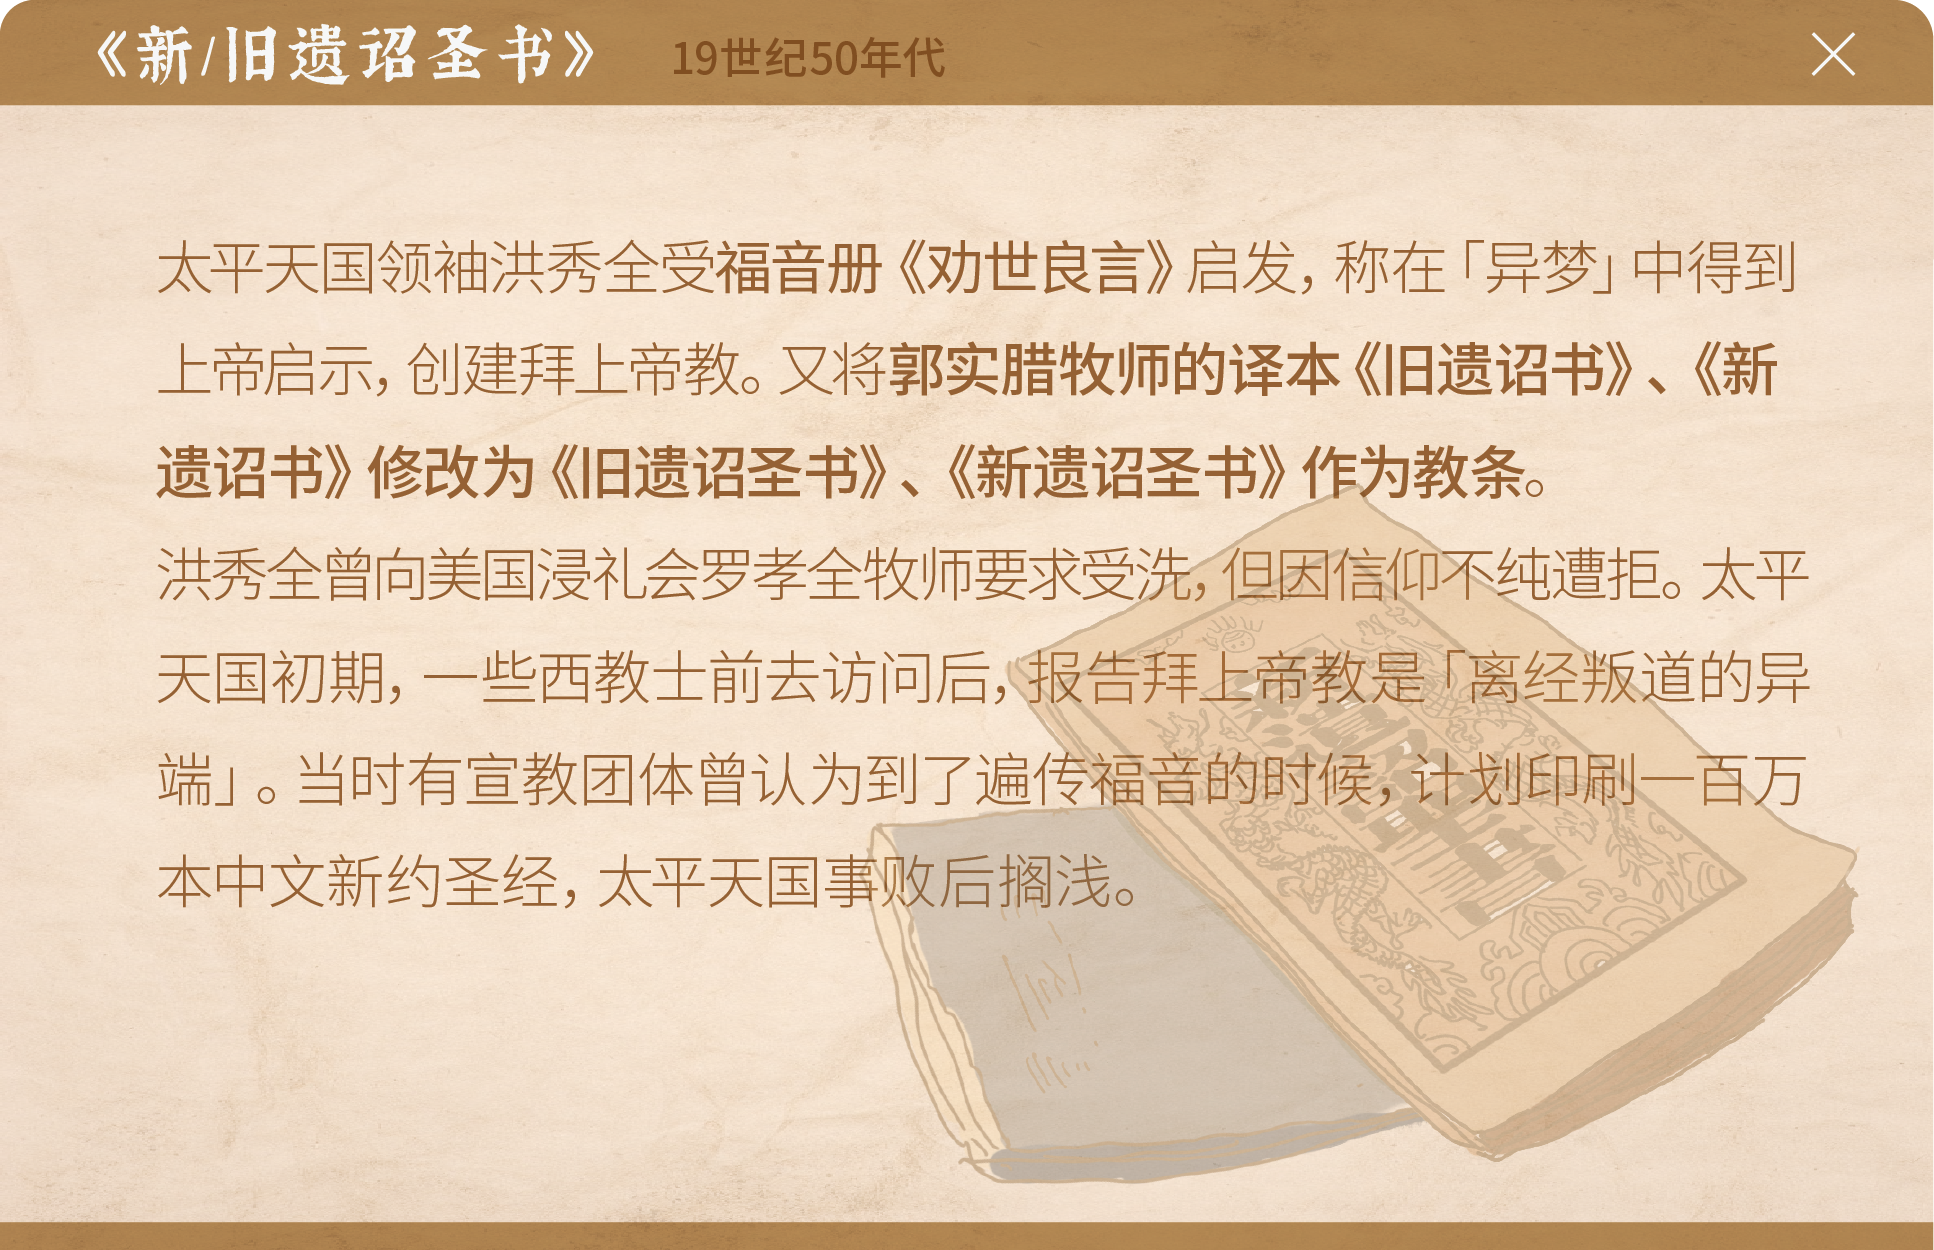 《新/旧遗诏圣书》 19世纪50年代
太平天国领袖洪秀全受福音册《劝世良言》启发，称在「异梦」中得到
上帝启示，创建拜上帝教。又将郭实腊牧师的译本《旧遗诏书》、《新
遗诏书》修改为《旧遗诏圣书》、《新遗诏圣书》作为教条。
洪秀全曾向美国浸礼会罗孝全牧师要求受洗，但因信仰不纯遭拒。太平
天国初期，一些西教士前去访问后，报告拜上帝教是「离经叛道的异
端」。当时有宣教团体曾认为到了遍传福音的时候，计划印刷一百万
本中文新约圣经，太平天国事败后搁浅。